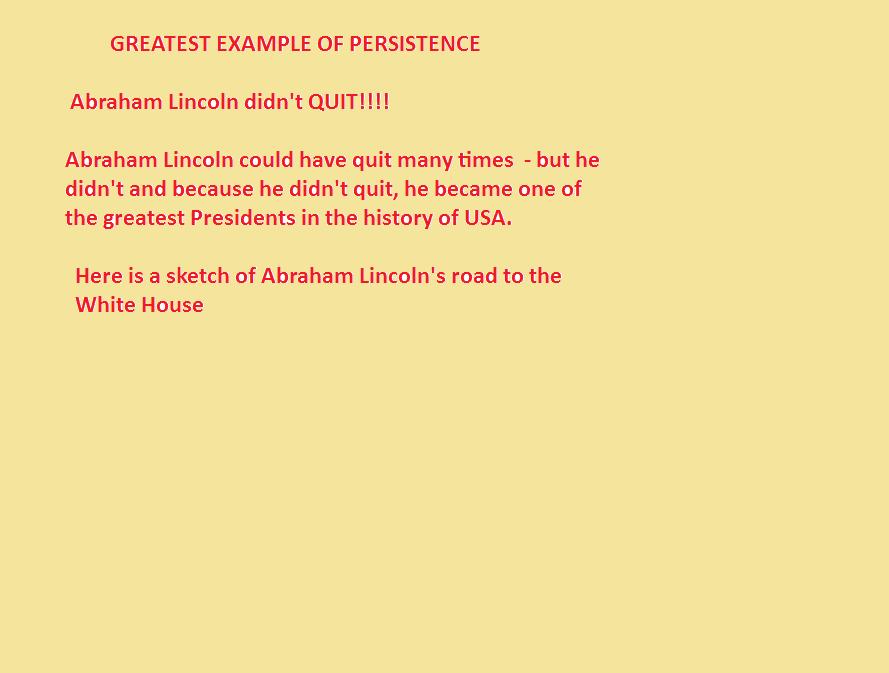 GREATEST EXAMPLE OF PERSISTENCE
Abraham Lincoln didn't QUIT!!!!
Abraham Lincoln could have quit many times  - but he
didn't and because he didn't quit, he became one of
the greatest Presidents in the history of USA.
Here is a sketch of Abraham Lincoln's road to the
White House